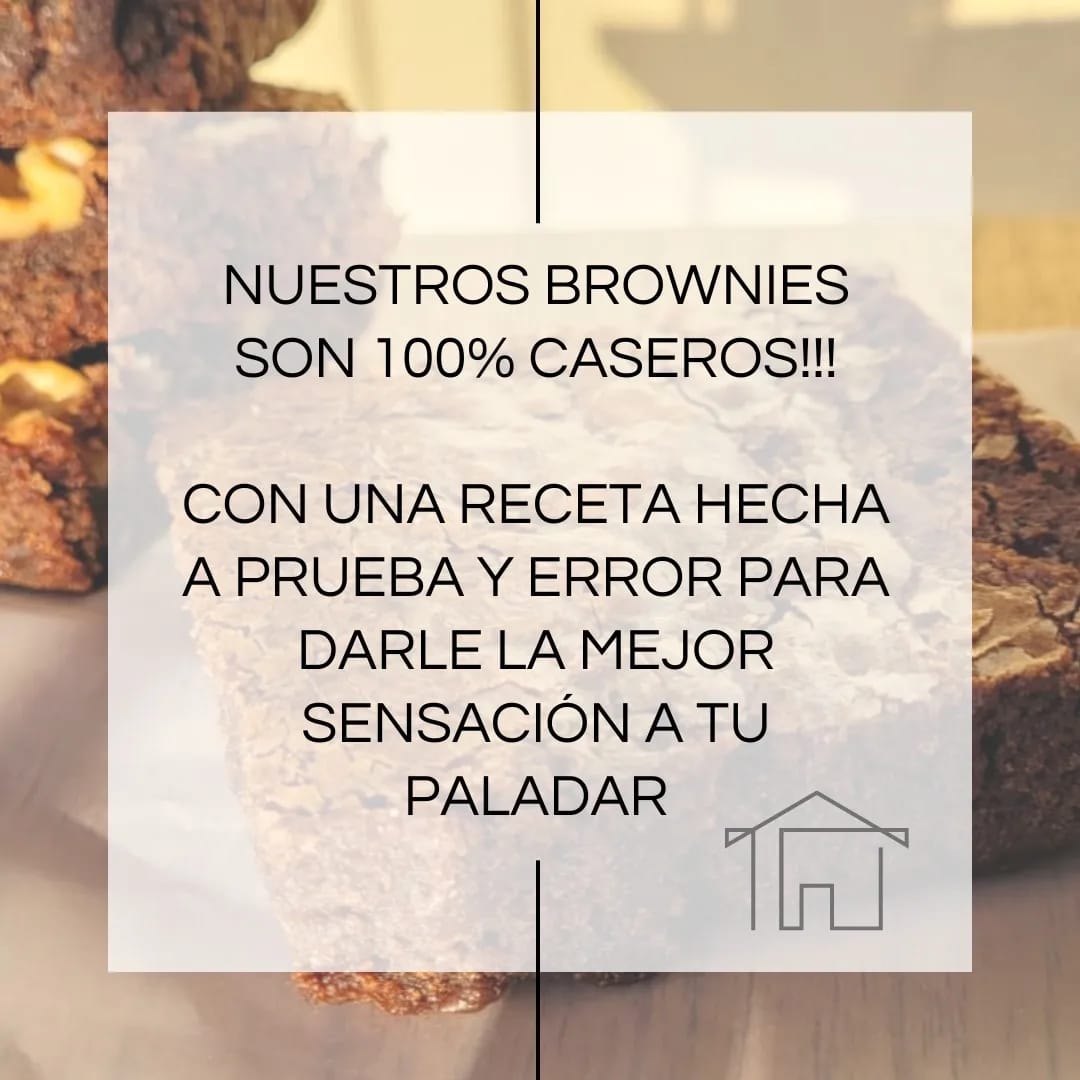 NUESTROS BROWNIES
SON 100% CASEROS!!!
CON UNA RECETA HECHA
A PRUEBA Y ERROR PARA
DARLE LA MEJOR
SENSACIÓN A TU
PALADAR